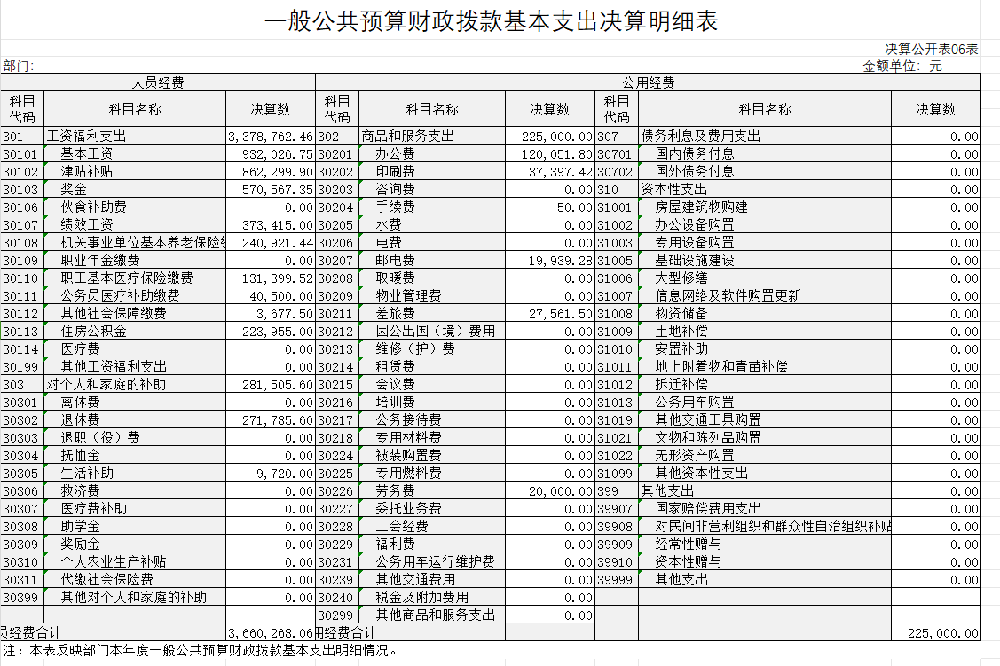 一般公共预算财政拨款基本支出决算明细表
决算公开表06表
部门: 金额单位: 元
人员经费 公用经费
科目代码 科目名称 决算数 科目代码 科目名称 决算数 科目代码 科目名称 决算数
301 工资福利支出 3,378,762.46 302 商品和服务支出 225,000.00 307 债务利息及费用支出 0.00
30101 基本工资 932,026.75 30201 办公费 120,051.80 30701 国内债务付息 0.00
30102 津贴补贴 862,299.90 30202 印刷费 37,397.42 30702 国外债务付息 0.00
30103 奖金 570,567.35 30203 咨询费 0.00 310 资本性支出 0.00
30106 伙食补助费 0.00 30204 手续费 50.00 31001 房屋建筑物购建 0.00
30107 绩效工资 373,415.00 30205 水费 0.00 31002 办公设备购置 0.00
30108 机关事业单位基本养老保险 240,921.44 30206 电费 0.00 31003 专用设备购置 0.00
30109 职业年金缴费 0.00 30207 邮电费 19,939.28 31005 基础设施建设 0.00
30110 职工基本医疗保险缴费 131,399.52 30208 取暖费 0.00 31006 大型修缮 0.00
30111 公务员医疗补助缴费 40,500.00 30209 物业管理费 0.00 31007 信息网络及软件购置更新 0.00
30112 其他社会保障缴费 3,677.50 30211 差旅费 27,561.50 31008 物资储备 0.00
30113 住房公积金 223,955.00 30212 因公出国（境）费用 0.00 31009 土地补偿 0.00
30114 医疗费 0.00 30213 维修（护）费 0.00 31010 安置补助 0.00
30199 其他工资福利支出 0.00 30214 租赁费 0.00 31011 地上附着物和青苗补偿 0.00
303 对个人和家庭的补助 281,505.60 30215 会议费 0.00 31012 拆迁补偿 0.00
30301 离休费 0.00 30216 培训费 0.00 31013 公务用车购置 0.00
30302 退休费 271,785.60 30217 公务接待费 0.00 31019 其他交通工具购置 0.00
30303 退职（役）费 0.00 30218 专用材料费 0.00 31021 文物和陈列品购置 0.00
30304 抚恤金 0.00 30224 被装购置费 0.00 31022 无形资产购置 0.00
30305 生活补助 9,720.00 30225 专用燃料费 0.00 31099 其他资本性支出 0.00
30306 救济费 0.00 30226 劳务费 20,000.00 399 其他支出 0.00
30307 医疗费补助 0.00 30227 委托业务费 0.00 39907 国家赔偿费用支出 0.00
30308 助学金 0.00 30228 工会经费 0.00 39908 对民间非营利组织和群众性自治组织补贴 0.00
30309 奖励金 0.00 30229 福利费 0.00 39909 经常性赠与 0.00
30310 个人农业生产补贴 0.00 30231 公务用车运行维护费 0.00 39910 资本性赠与 0.00
30311 代缴社会保险费 0.00 30239 其他交通费用 0.00 39999 其他支出 0.00
30399 其他对个人和家庭的补助 0.00 30240 税金及附加费用 0.00
30299 其他商品和服务支出 0.00
员经费合计 3,660,268.06 用经费合计 225,000.00
注：本表反映部门本年度一般公共预算财政拨款基本支出明细情况。